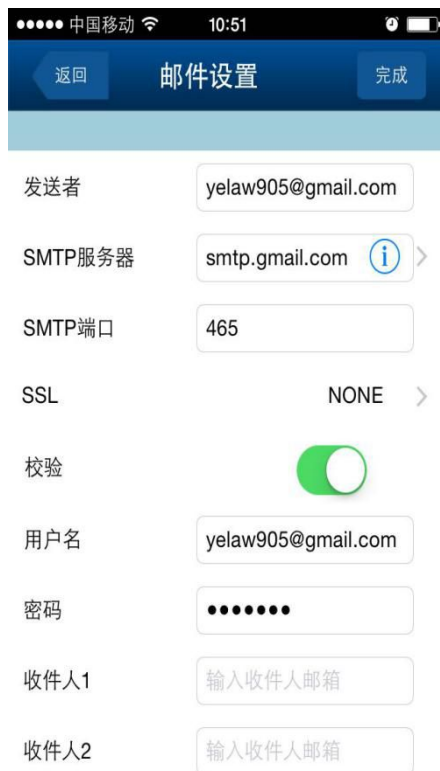 中国移动 10:51
返回 邮件设置 完成
发送者 yelaw905@gmail.com
SMTP服务器 smtp.gmail.com i
SMTP端口 465
SSL NONE
校验
用户名 yelaw905@gmail.com
密码 •••••••
收件人1 输入收件人邮箱
收件人2 输入收件人邮箱